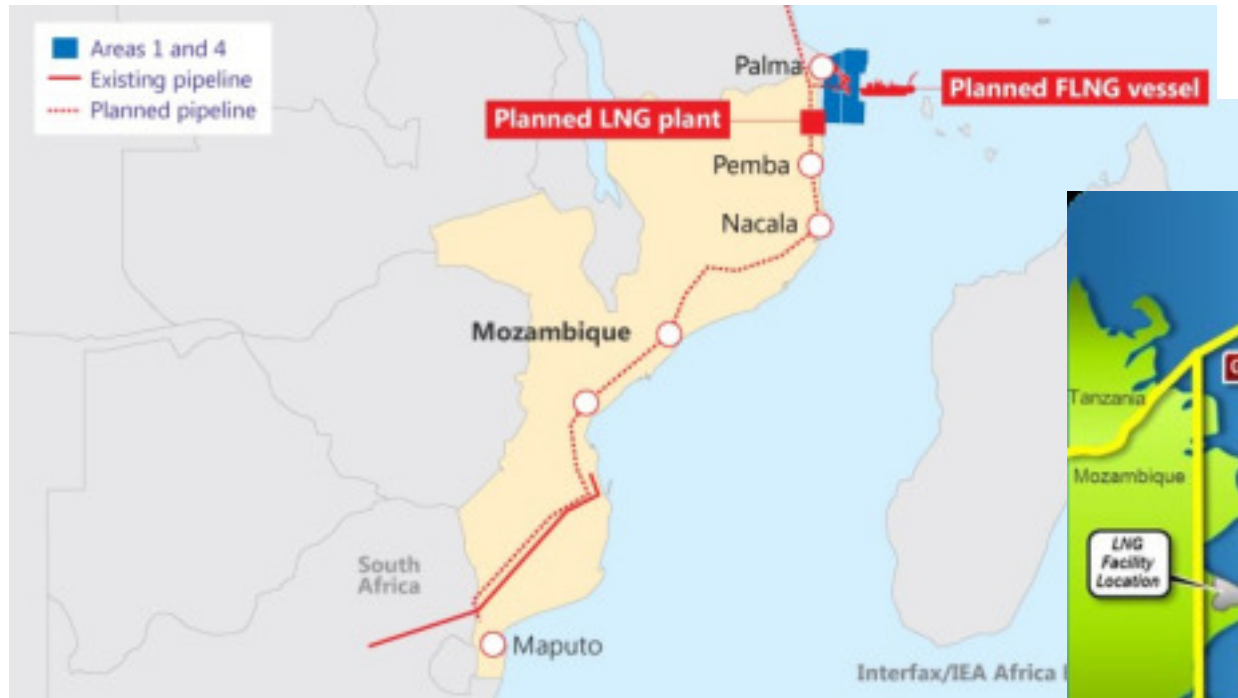 Areas 1 and 4
Existing pipeline
Planned pipeline
Palma
Planned FLNG vessel
Planned LNG plant
Pemba
Nacala
Mozambique
South
Africa
Maputo
Interfax/IEA Africa
Tanzania
Mozambique
LNG
Facility
Location